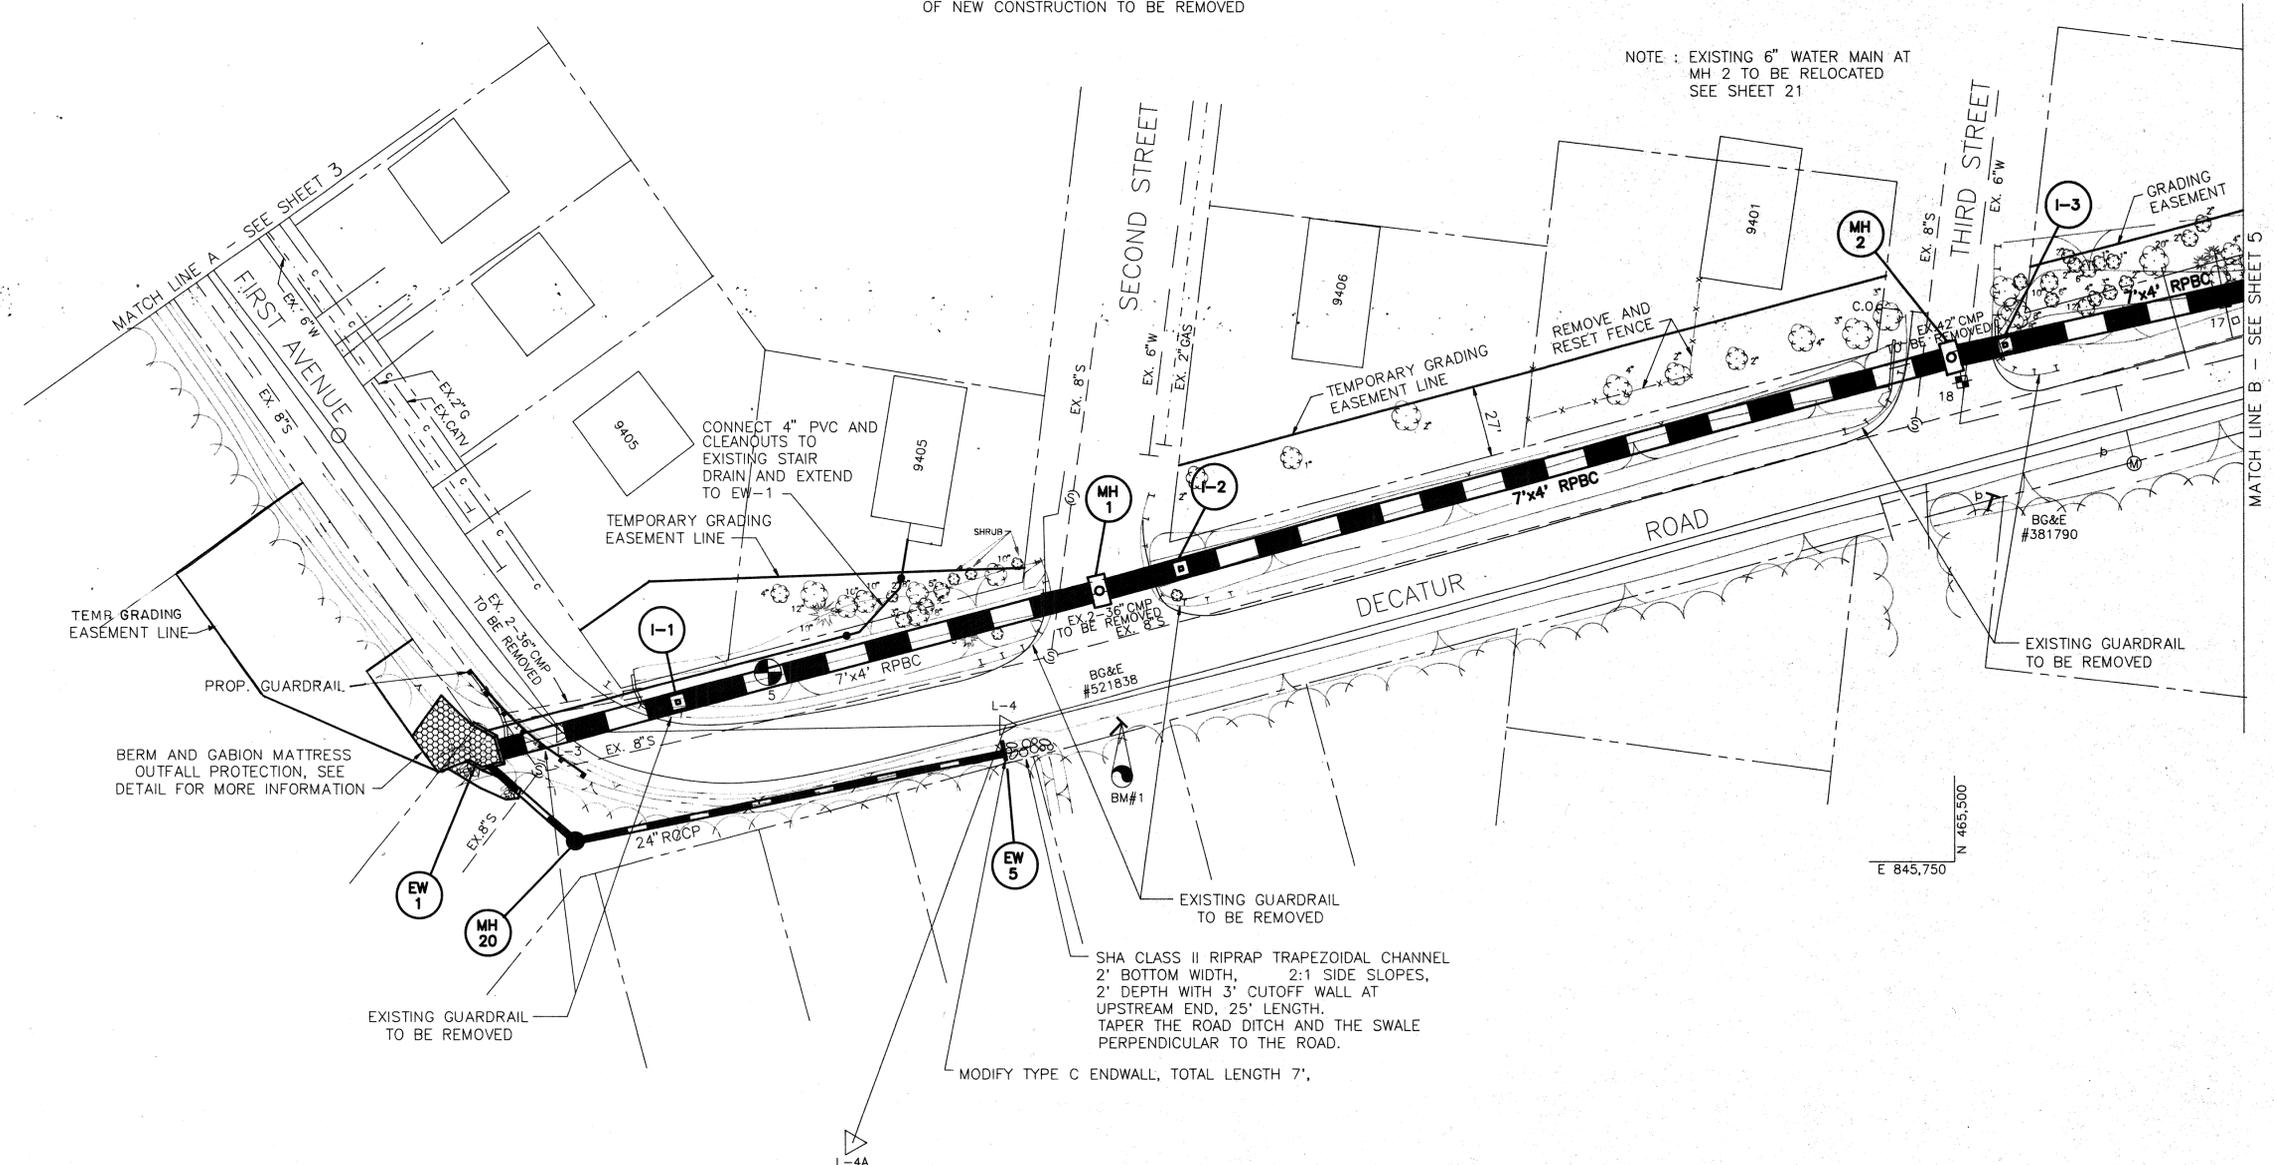 OF NEW CONSTRUCTION TO BE REMOVED
NOTE : EXISTING 6" WATER MAIN AT
MH 2 TO BE RELOCATED
SEE SHEET 21
MATCH LINE A - SEE SHEET 3
FIRST AVENUE
EX. 6"W
EX. 8"S
EX.2"G
EX.CATV
SECOND STREET
EX. 8"S
EX. 6"W
EX. 2"GAS
THIRD STREET
EX. 8"S
EX. 6"W
MH
2
I-3
GRADING
EASEMENT
7'x4' RPBC
17
MATCH LINE B - SEE SHEET 5
9401
9406
9405
9405
C.O.
REMOVE AND
RESET FENCE
TEMPORARY GRADING
EASEMENT LINE
27'
EX.42"CMP
TO BE REMOVED
18
CONNECT 4" PVC AND
CLEANOUTS TO
EXISTING STAIR
DRAIN AND EXTEND
TO EW-1
TEMPORARY GRADING
EASEMENT LINE
SHRUB
MH
1
I-2
7'x4' RPBC
ROAD
DECATUR
BG&E
#381790
EX. 2-36"CMP
TO BE REMOVED
EX. 8"S
TEMP. GRADING
EASEMENT LINE
EX. 2-36"CMP
TO BE REMOVED
I-1
7'x4' RPBC
5
BG&E
#521838
L-4
EXISTING GUARDRAIL
TO BE REMOVED
PROP. GUARDRAIL
EX. 8"S
BERM AND GABION MATTRESS
OUTFALL PROTECTION, SEE
DETAIL FOR MORE INFORMATION
EX.8"S
24"RCCP
BM#1
N 465,500
E 845,750
EW
1
MH
20
EW
5
EXISTING GUARDRAIL
TO BE REMOVED
SHA CLASS II RIPRAP TRAPEZOIDAL CHANNEL
2' BOTTOM WIDTH, 2:1 SIDE SLOPES,
2' DEPTH WITH 3' CUTOFF WALL AT
UPSTREAM END, 25' LENGTH.
TAPER THE ROAD DITCH AND THE SWALE
PERPENDICULAR TO THE ROAD.
EXISTING GUARDRAIL
TO BE REMOVED
MODIFY TYPE C ENDWALL, TOTAL LENGTH 7',
L-4A